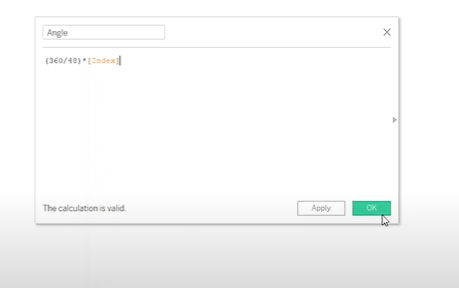 Angle
(360/48)*[Index]
The calculation is valid.
Apply
OK